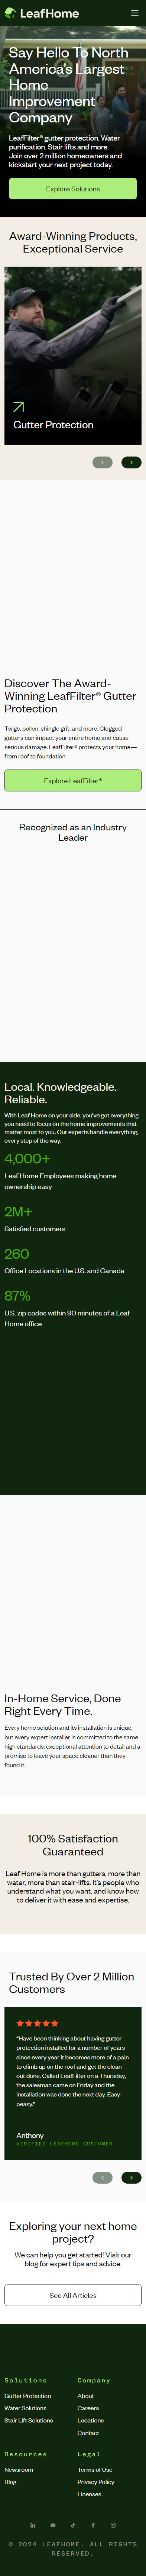 LeafHome
Say Hello To North
America's Largest
Home
Improvement
Company
LeafFilter® gutter protection. Water
purification. Stair lifts and more.
Join over 2 million homeowners and
kickstart your next project today.
Explore Solutions
Award-Winning Products,
Exceptional Service
Gutter Protection
Discover The Award-
Winning LeafFilter® Gutter
Protection
Twigs, pollen, shingle grit, and more. Clogged
gutters can impact your entire home and cause
serious damage. LeafFilter® protects your home—
from roof to foundation.
Explore LeafFilter®
Recognized as an Industry
Leader
Local. Knowledgeable.
Reliable.
With Leaf Home on your side, you've got everything
you need to focus on the home improvements that
matter most to you. Our experts handle everything,
every step of the way.
4,000+
Leaf Home Employees making home
ownership easy
2M+
Satisfied customers
260
Office Locations in the U.S. and Canada
87%
U.S. zip codes within 90 minutes of a Leaf
Home office
In-Home Service, Done
Right Every Time.
Every home solution and its installation is unique,
but every expert installer is committed to the same
high standards: exceptional attention to detail and a
promise to leave your space cleaner than they
found it.
100% Satisfaction
Guaranteed
Leaf Home is more than gutters, more than
water, more than stair-lifts. It's people who
understand what you want, and know how
to deliver it with ease and expertise.
Trusted By Over 2 Million
Customers
"Have been thinking about having gutter
protection installed for a number of years
since every year it becomes more of a pain
to climb up on the roof and get the clean-
out done. Called LeafFilter on a Thursday,
the salesman came on Friday and the
installation was done the next day. Easy-
peasy."
Anthony
VERIFIED LEAFHOME CUSTOMER
Exploring your next home
project?
We can help you get started! Visit our
blog for expert tips and advice.
See All Articles
Solutions
Gutter Protection
Water Solutions
Stair Lift Solutions
Company
About
Careers
Locations
Contact
Resources
Newsroom
Blog
Legal
Terms of Use
Privacy Policy
Licenses
© 2024 LEAFHOME. ALL RIGHTS
RESERVED.